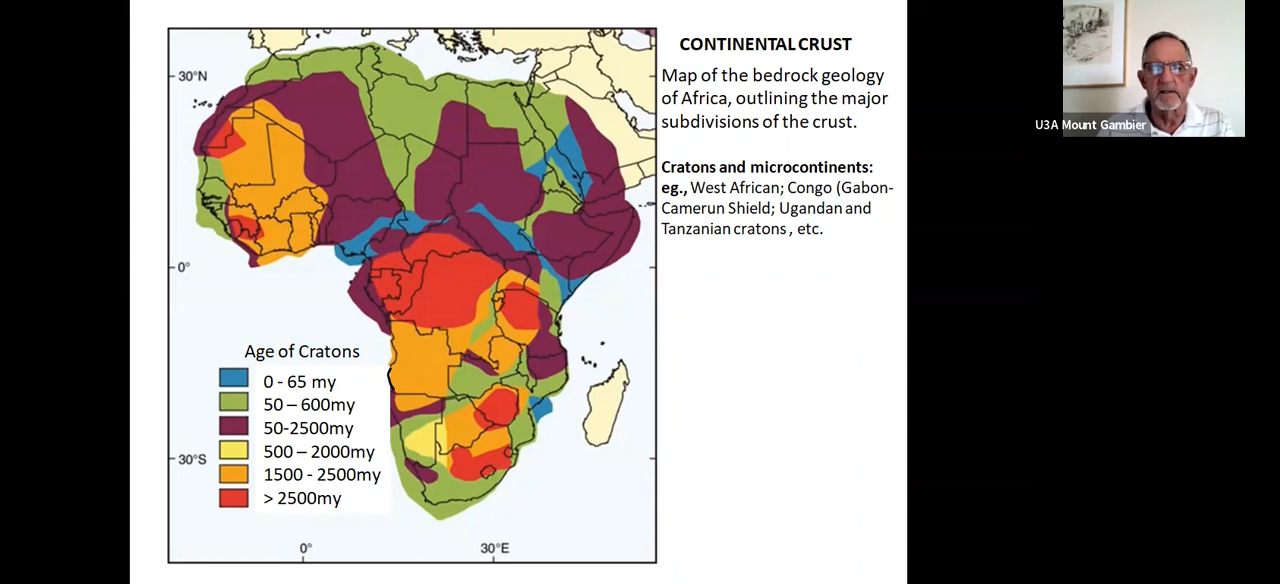 CONTINENTAL CRUST
Map of the bedrock geology
of Africa, outlining the major
subdivisions of the crust.
Cratons and microcontinents:
eg., West African; Congo (Gabon-
Camerun Shield; Ugandan and
Tanzanian cratons , etc.
U3A Mount Gambier
30°N
0°
30°S
0°
30°E
Age of Cratons
0 - 65 my
50 – 600my
50-2500my
500 – 2000my
1500 - 2500my
> 2500my